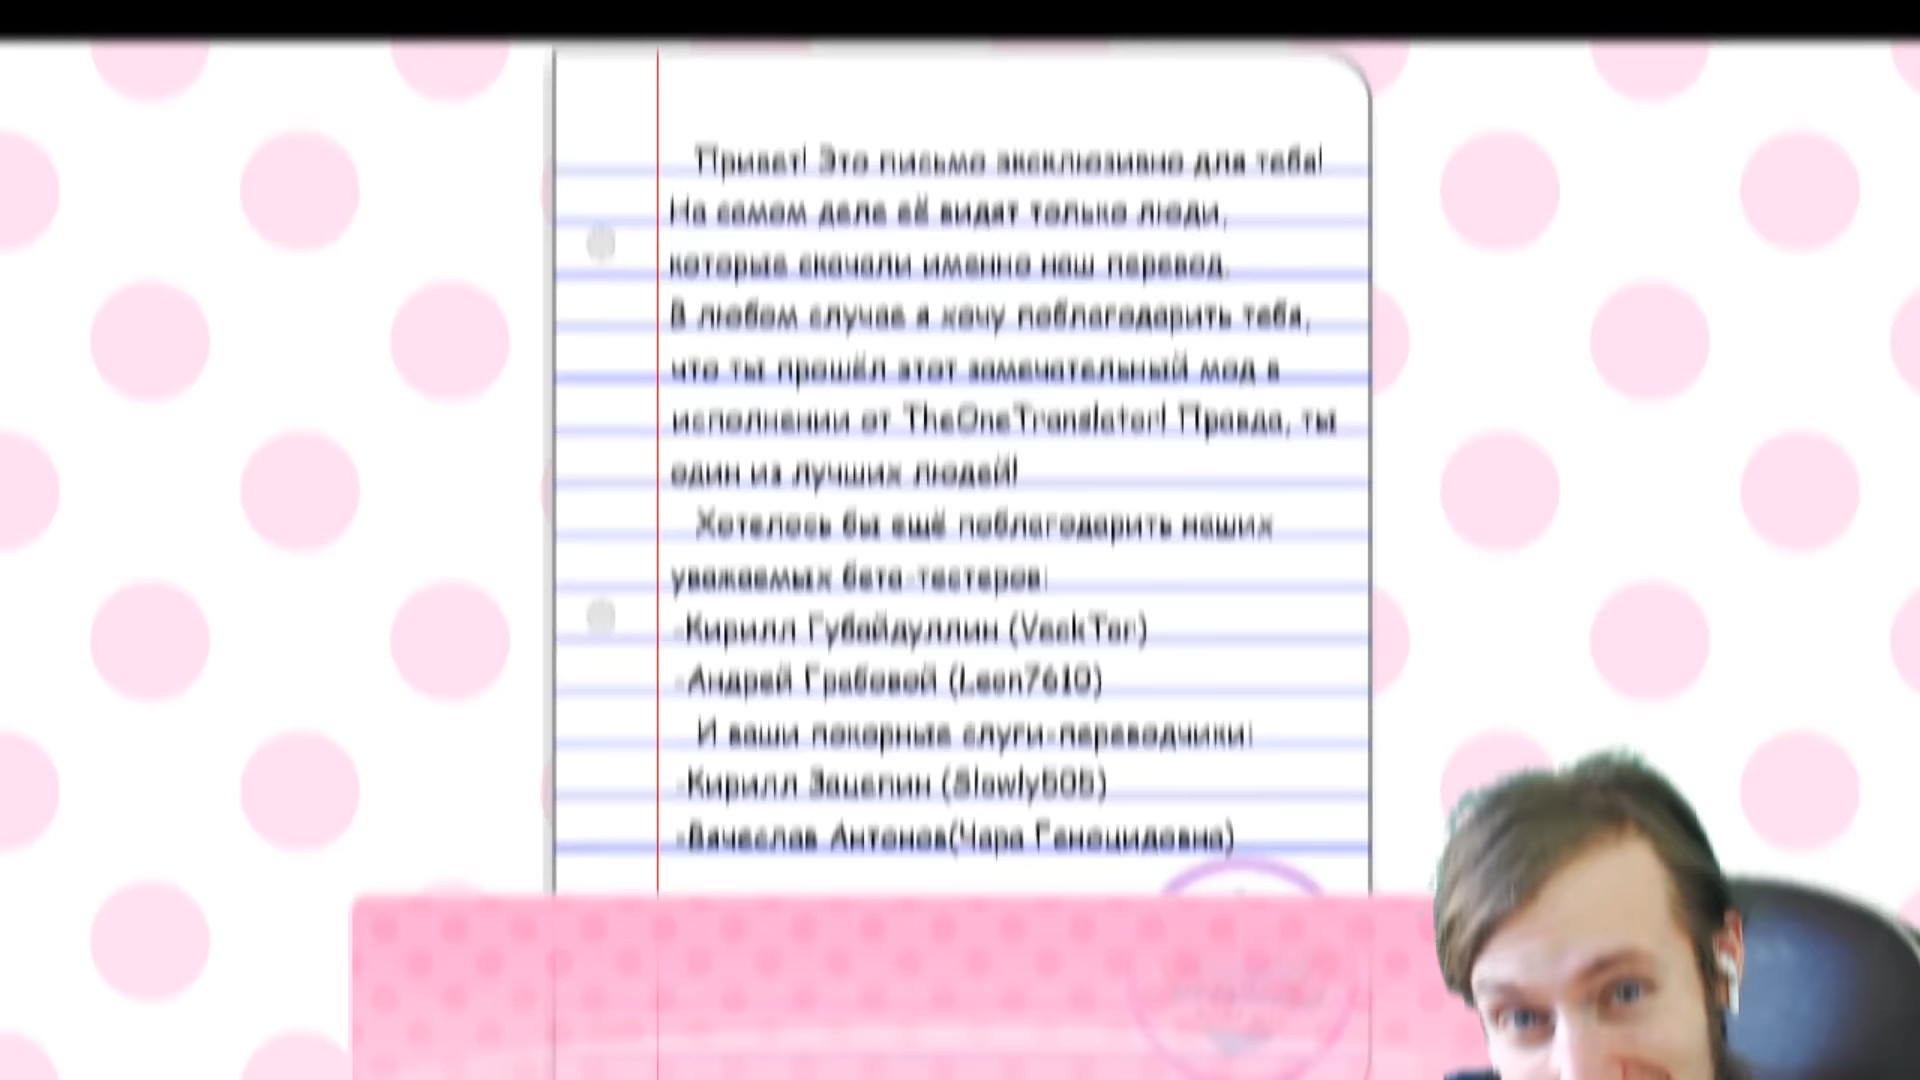 Привет! Это письмо эксклюзивно для тебя!
На самом деле её видят только люди,
которые скачали именно наш перевод.
В любом случае я хочу поблагодарить тебя,
что ты прошёл этот замечательный мод в
исполнении от TheOneTranslator! Правда, ты
один из лучших людей!
Хотелось бы ещё поблагодарить наших
уважаемых бета-тестеров:
-Кирилл Губайдуллин (VeekTor)
-Андрей Грабовой (Leon7610)
И ваши покорные слуги-переводчики:
-Кирилл Зацепин (Slowly505)
-Вячеслав Антонов(Чара Геноцидовна)